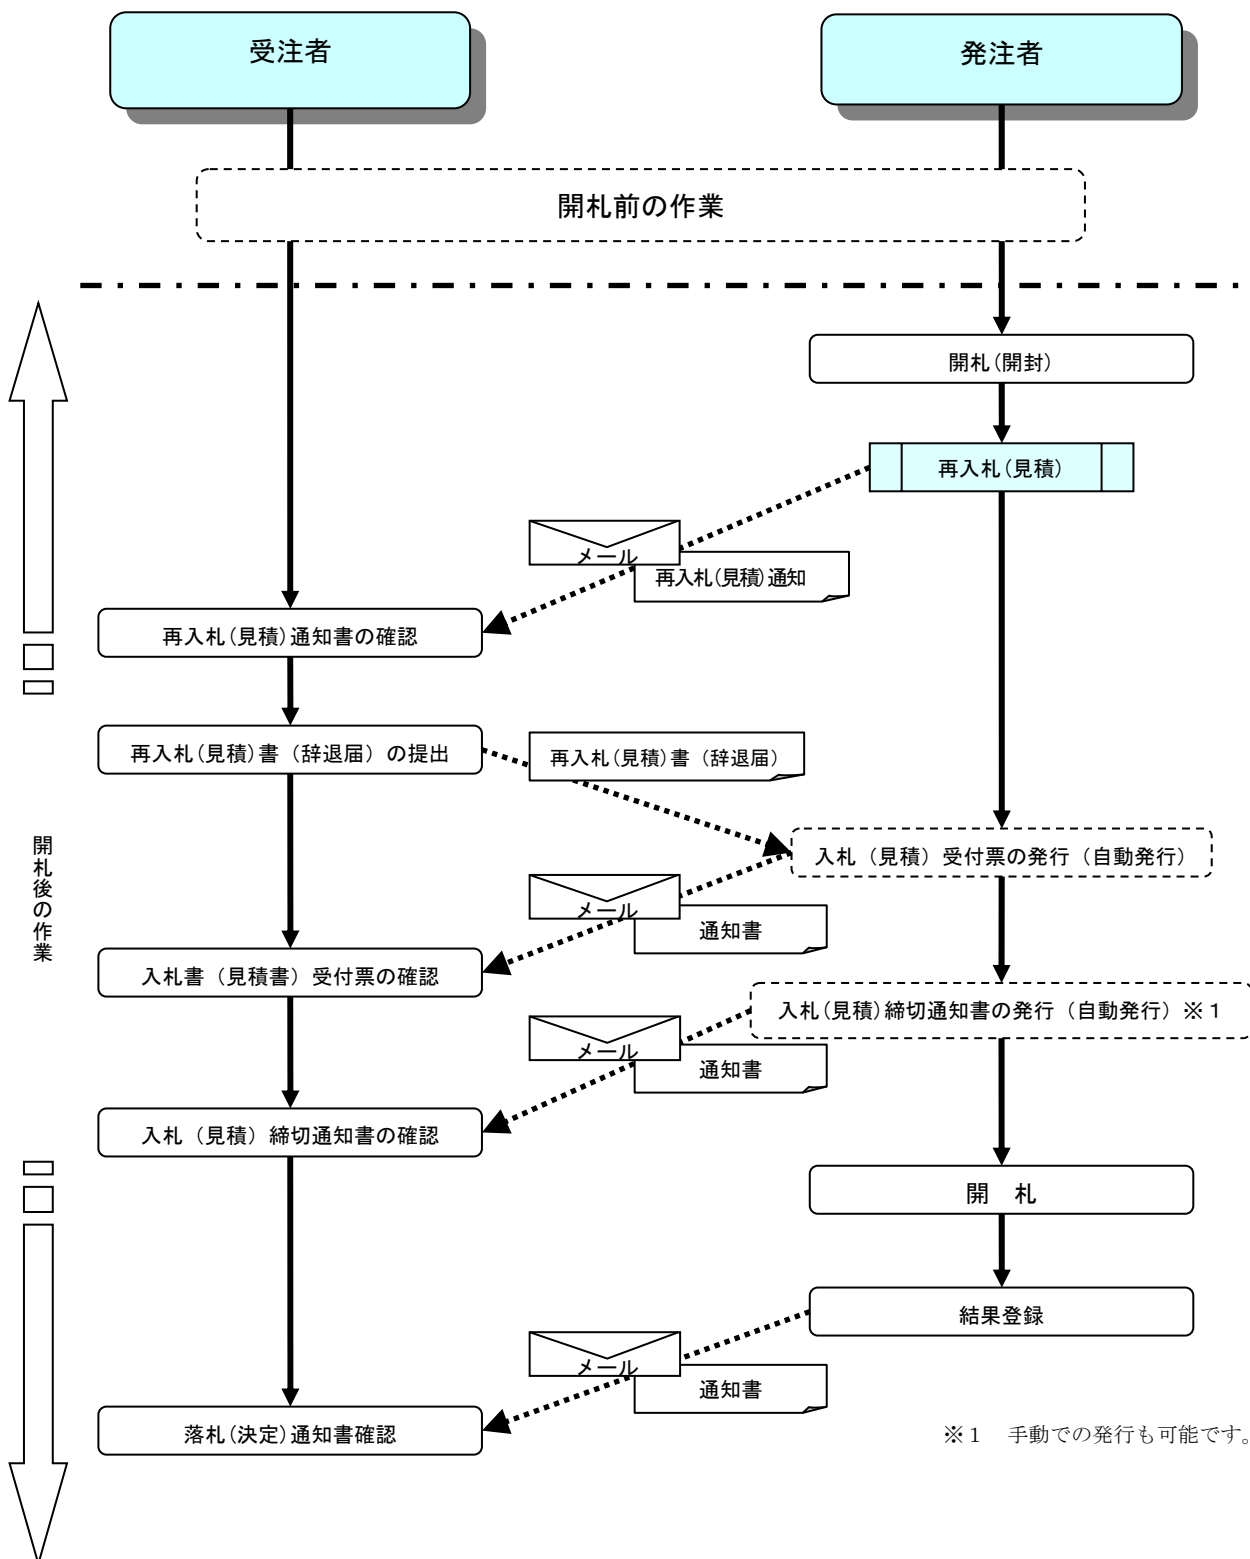 受注者
発注者
開札前の作業
開札(開封)
再入札(見積)
メール
再入札(見積)通知
再入札(見積)通知書の確認
再入札(見積)書（辞退届）の提出
再入札(見積)書（辞退届）
入札（見積）受付票の発行（自動発行）
開札後の作業
メール
通知書
入札書（見積書）受付票の確認
入札(見積)締切通知書の発行（自動発行）※１
メール
通知書
入札（見積）締切通知書の確認
開　札
結果登録
メール
通知書
落札(決定)通知書確認
※１　手動での発行も可能です。